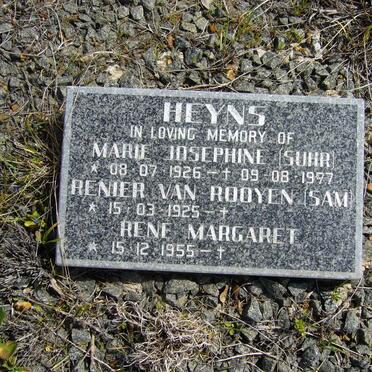 HEYNS
IN LOVING MEMORY OF
MARIE JOSEPHINE (SUHR)
* 08.07.1926 – † 09.08.1997
RENIER VAN ROOYEN (SAM)
* 15.03.1925 – †
RENE MARGARET
* 15.12.1955 – †